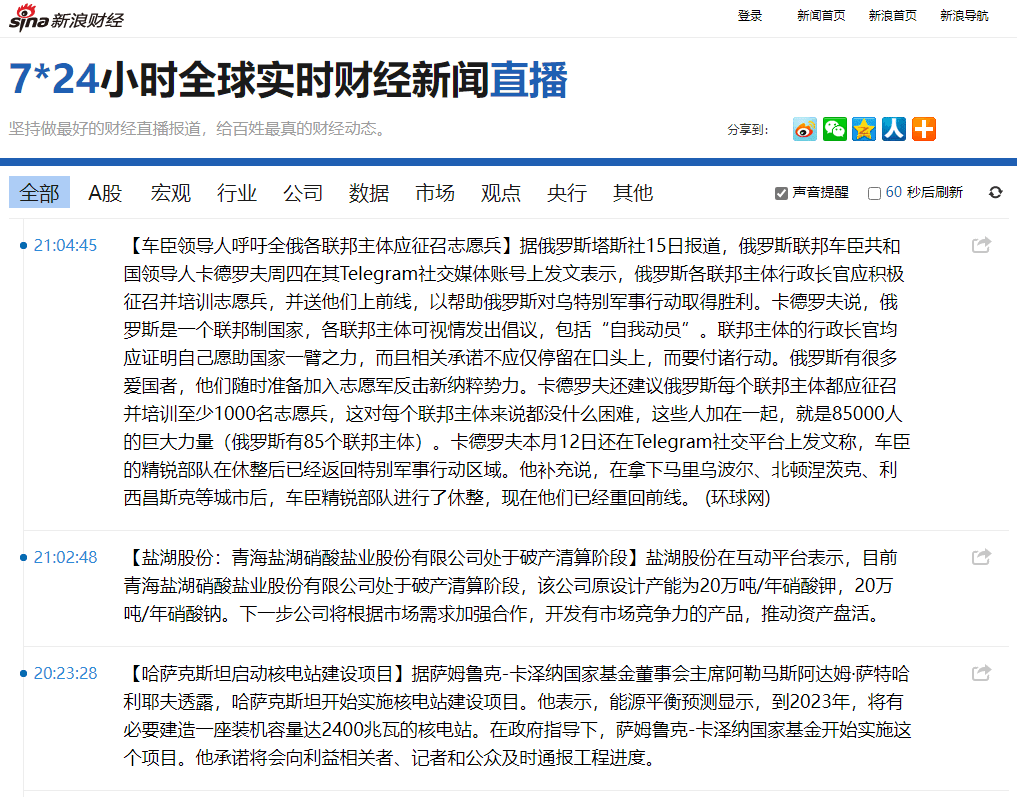 sina新浪财经
登录 新闻首页 新浪首页 新浪导航
7*24小时全球实时财经新闻直播
坚持做最好的财经直播报道，给百姓最真的财经动态。
分享到：
全部 A股 宏观 行业 公司 数据 市场 观点 央行 其他
声音提醒 60 秒后刷新
21:04:45
【车臣领导人呼吁全俄各联邦主体应征召志愿兵】据俄罗斯塔斯社15日报道，俄罗斯联邦车臣共和
国领导人卡德罗夫周四在其Telegram社交媒体账号上发文表示，俄罗斯各联邦主体行政长官应积极
征召并培训志愿兵，并送他们上前线，以帮助俄罗斯对乌特别军事行动取得胜利。卡德罗夫说，俄
罗斯是一个联邦制国家，各联邦主体可视情发出倡议，包括“自我动员”。联邦主体的行政长官均
应证明自己愿助国家一臂之力，而且相关承诺不应仅停留在口头上，而要付诸行动。俄罗斯有很多
爱国者，他们随时准备加入志愿军反击新纳粹势力。卡德罗夫还建议俄罗斯每个联邦主体都应征召
并培训至少1000名志愿兵，这对每个联邦主体来说都没什么困难，这些人加在一起，就是85000人
的巨大力量（俄罗斯有85个联邦主体）。卡德罗夫本月12日还在Telegram社交平台上发文称，车臣
的精锐部队在休整后已经返回特别军事行动区域。他补充说，在拿下马里乌波尔、北顿涅茨克、利
西昌斯克等城市后，车臣精锐部队进行了休整，现在他们已经重回前线。 (环球网)
21:02:48
【盐湖股份：青海盐湖硝酸盐业股份有限公司处于破产清算阶段】盐湖股份在互动平台表示，目前
青海盐湖硝酸盐业股份有限公司处于破产清算阶段，该公司原设计产能为20万吨/年硝酸钾，20万
吨/年硝酸钠。下一步公司将根据市场需求加强合作，开发有市场竞争力的产品，推动资产盘活。
20:23:28
【哈萨克斯坦启动核电站建设项目】据萨姆鲁克-卡泽纳国家基金董事会主席阿勒马斯阿达姆·萨特哈
利耶夫透露，哈萨克斯坦开始实施核电站建设项目。他表示，能源平衡预测显示，到2023年，将有
必要建造一座装机容量达2400兆瓦的核电站。在政府指导下，萨姆鲁克-卡泽纳国家基金开始实施这
个项目。他承诺将会向利益相关者、记者和公众及时通报工程进度。